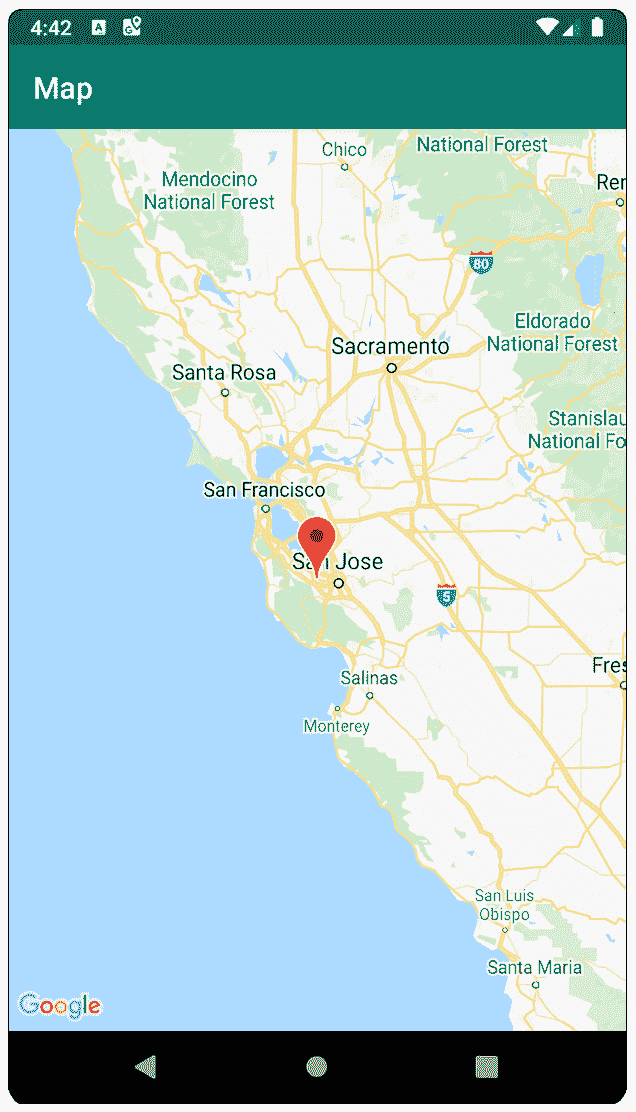 4:42 A G
Map
Chico
National Forest
Mendocino
National Forest
Ren
80
Eldorado
National Forest
Sacramento
Santa Rosa
Stanislau
National Fo
San Francisco
San Jose
5
Fres
Salinas
Monterey
San Luis
Obispo
Santa Maria
Google